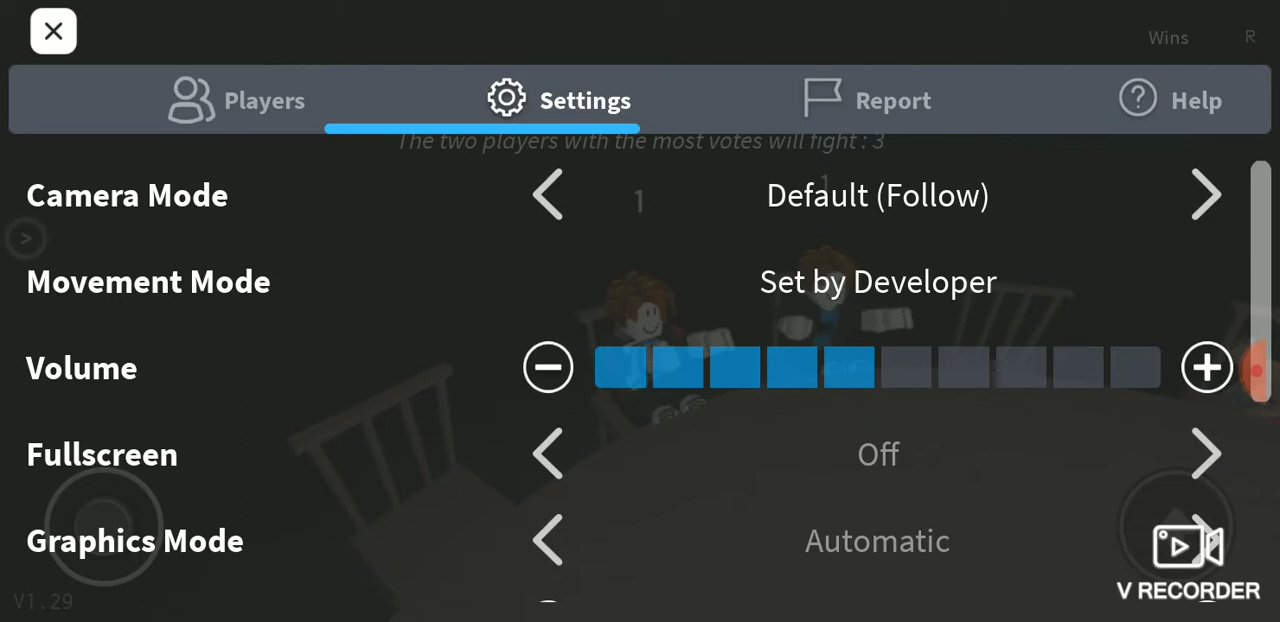 Wins R
Players Settings Report Help
The two players with the most votes will fight : 3
Camera Mode Default (Follow)
1 1
Movement Mode Set by Developer
Volume
Fullscreen Off
Graphics Mode Automatic
V RECORDER
V1.29